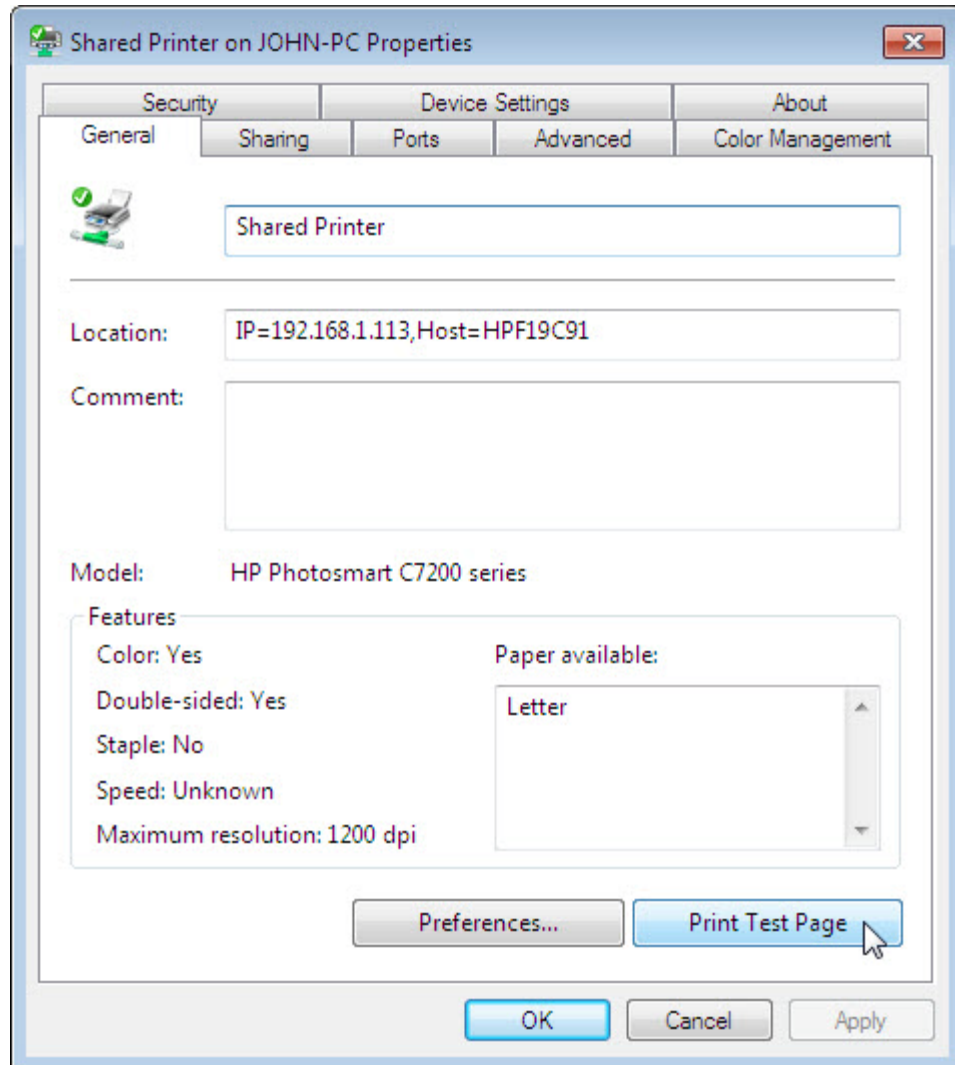 Shared Printer on JOHN-PC Properties
Security Device Settings About
General Sharing Ports Advanced Color Management
Shared Printer
Location: IP=192.168.1.113,Host=HPF19C91
Comment:
Model: HP Photosmart C7200 series
Features
Color: Yes Paper available:
Double-sided: Yes Letter
Staple: No
Speed: Unknown
Maximum resolution: 1200 dpi
Preferences... Print Test Page
OK Cancel Apply